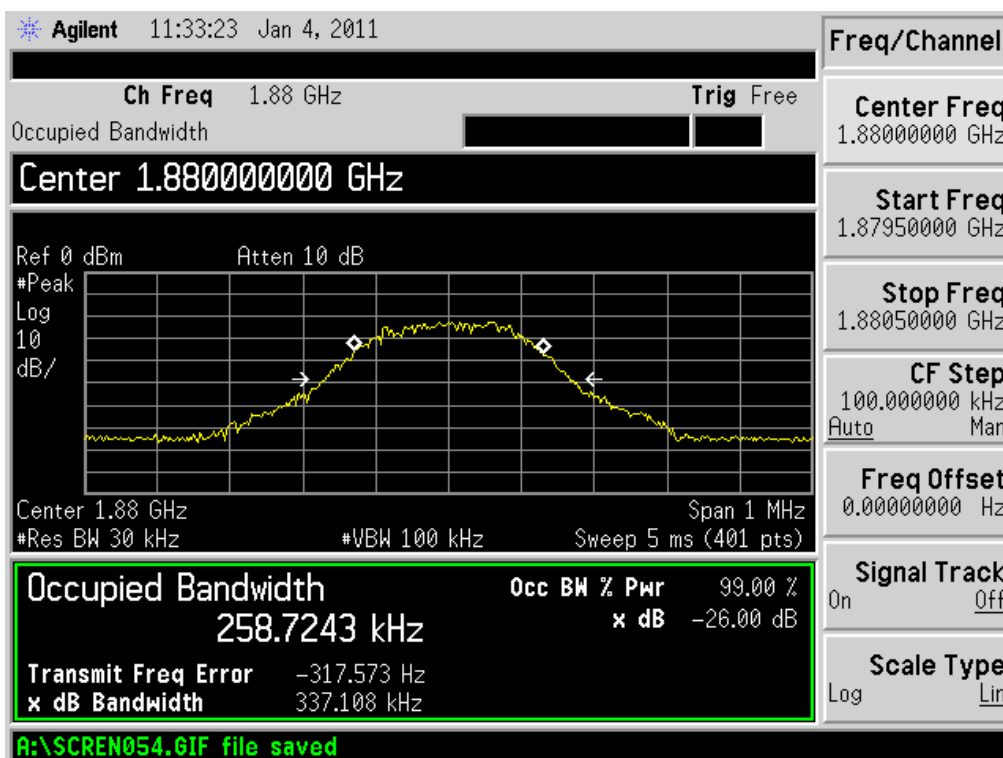 Agilent 11:33:23 Jan 4, 2011
Ch Freq 1.88 GHz Trig Free
Occupied Bandwidth
Center 1.880000000 GHz
Ref 0 dBm Atten 10 dB
#Peak
Log
10
dB/
Center 1.88 GHz Span 1 MHz
#Res BW 30 kHz #VBW 100 kHz Sweep 5 ms (401 pts)
Occupied Bandwidth Occ BW % Pwr 99.00 %
258.7243 kHz x dB -26.00 dB
Transmit Freq Error -317.573 Hz
x dB Bandwidth 337.108 kHz
A:\SCREN054.GIF file saved
Freq/Channel
Center Freq
1.88000000 GHz
Start Freq
1.87950000 GHz
Stop Freq
1.88050000 GHz
CF Step
100.000000 kHz
Auto Man
Freq Offset
0.00000000 Hz
Signal Track
On Off
Scale Type
Log Lin